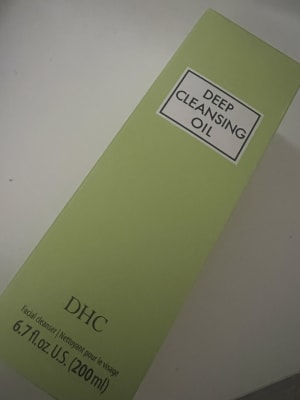 DEEP
CLEANSING
OIL
DHC
Facial cleanser | Nettoyant pour le visage
6.7 fl.oz. U.S. (200ml)